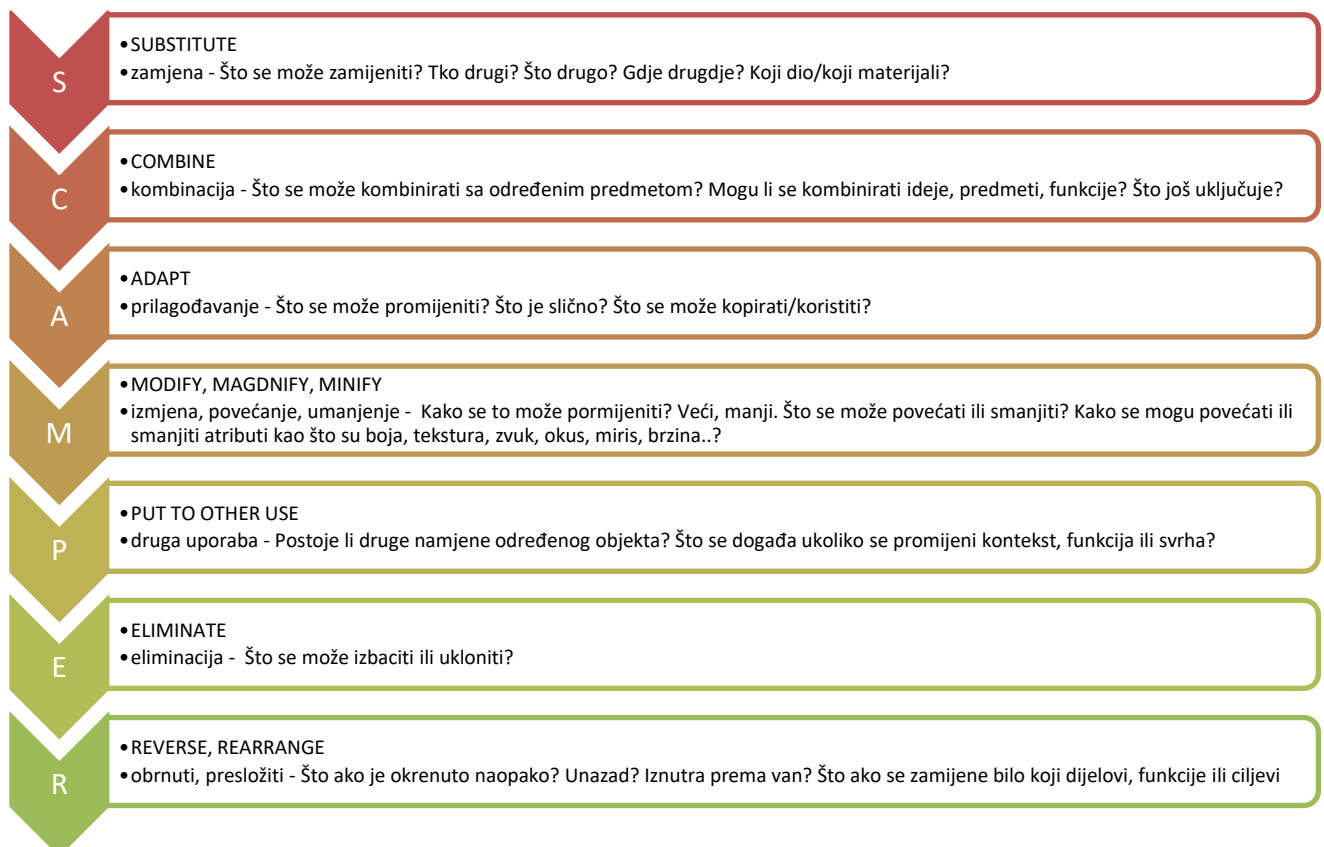 S
•SUBSTITUTE
•zamjena - Što se može zamijeniti? Tko drugi? Što drugo? Gdje drugdje? Koji dio/koji materijali?
C
•COMBINE
•kombinacija - Što se može kombinirati sa određenim predmetom? Mogu li se kombinirati ideje, predmeti, funkcije? Što još uključuje?
A
•ADAPT
•prilagođavanje - Što se može promijeniti? Što je slično? Što se može kopirati/koristiti?
M
•MODIFY, MAGDNIFY, MINIFY
•izmjena, povećanje, umanjenje - Kako se to može pormijeniti? Veći, manji. Što se može povećati ili smanjiti? Kako se mogu povećati ili
smanjiti atributi kao što su boja, tekstura, zvuk, okus, miris, brzina..?
P
•PUT TO OTHER USE
•druga uporaba - Postoje li druge namjene određenog objekta? Što se događa ukoliko se promijeni kontekst, funkcija ili svrha?
E
•ELIMINATE
•eliminacija - Što se može izbaciti ili ukloniti?
R
•REVERSE, REARRANGE
•obrnuti, presložiti - Što ako je okrenuto naopako? Unazad? Iznutra prema van? Što ako se zamijene bilo koji dijelovi, funkcije ili ciljevi